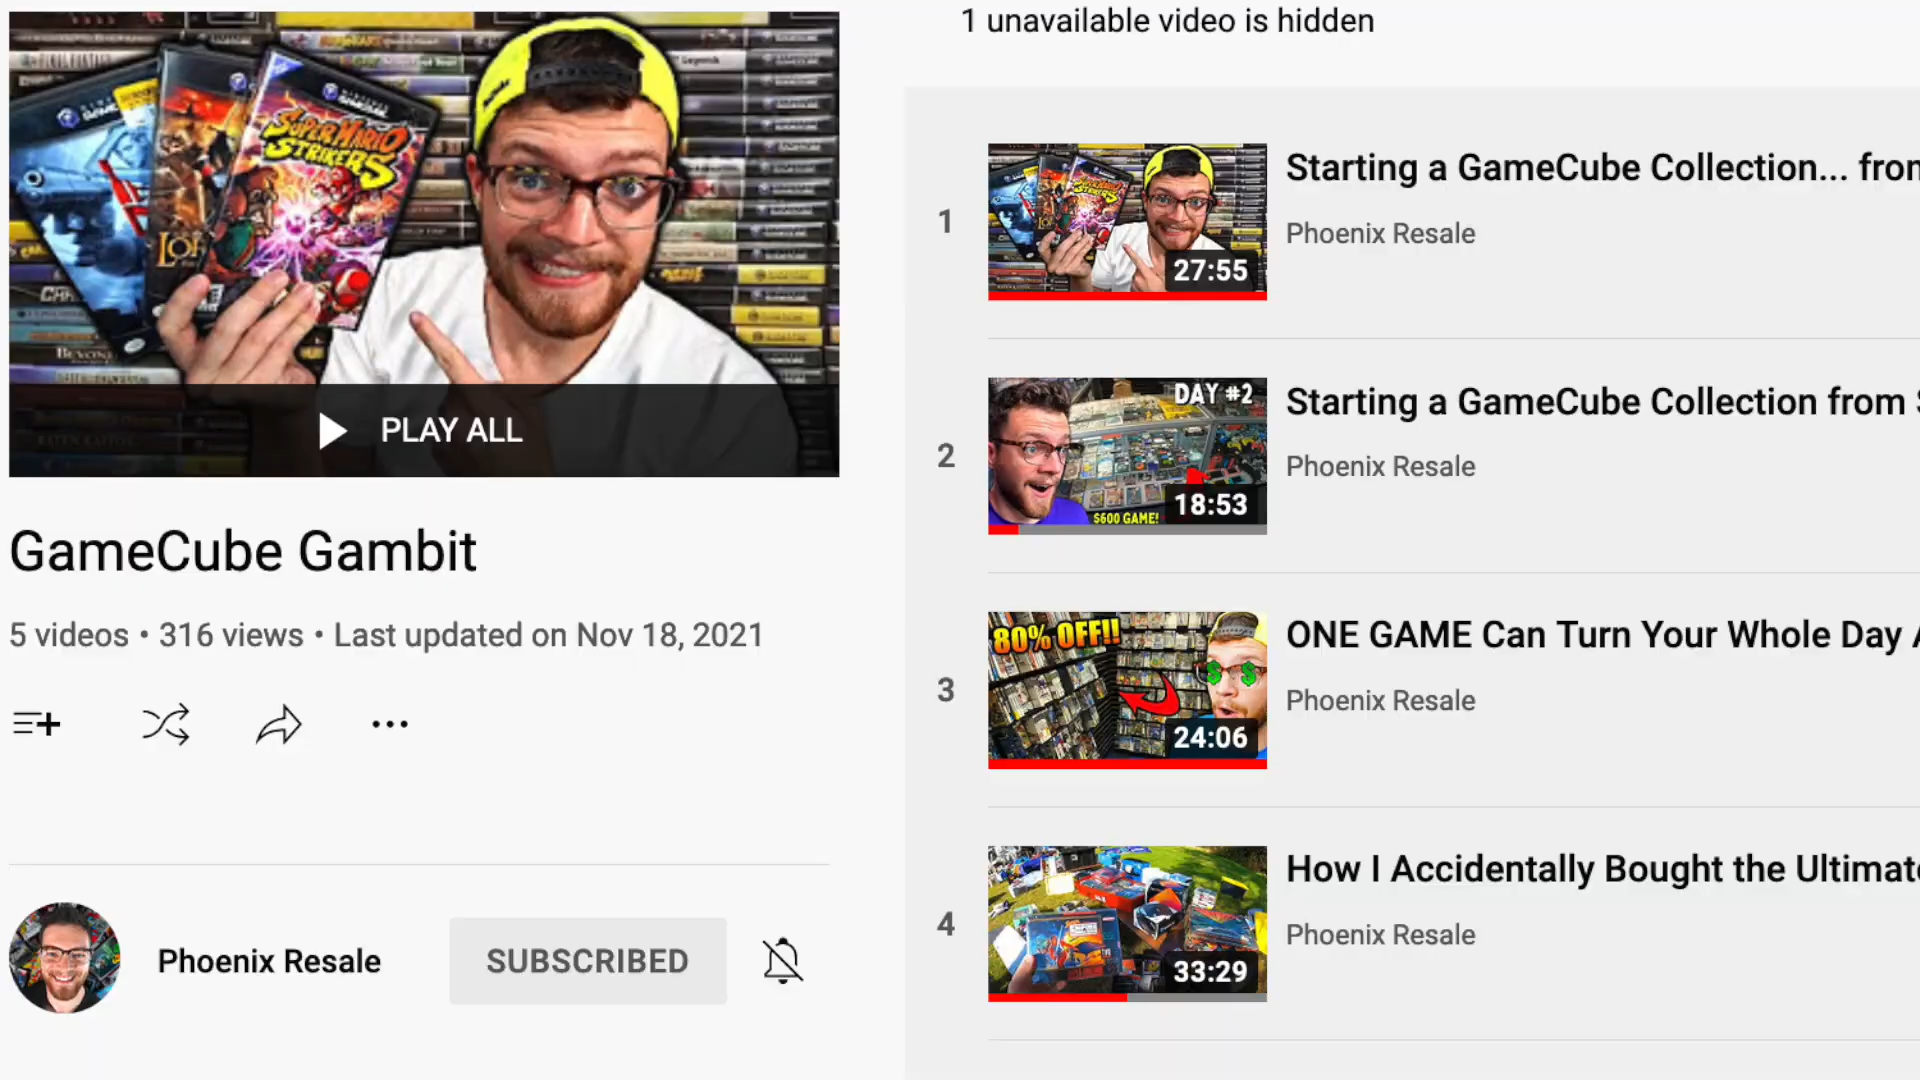 1 unavailable video is hidden
SUPER MARIO
STRIKERS
PLAY ALL
GameCube Gambit
5 videos • 316 views • Last updated on Nov 18, 2021
Phoenix Resale
SUBSCRIBED
1
27:55
Starting a GameCube Collection... from
Phoenix Resale
2
DAY #2
$600 GAME!
18:53
Starting a GameCube Collection from
Phoenix Resale
3
80% OFF!!
24:06
ONE GAME Can Turn Your Whole Day
Phoenix Resale
4
33:29
How I Accidentally Bought the Ultimate
Phoenix Resale